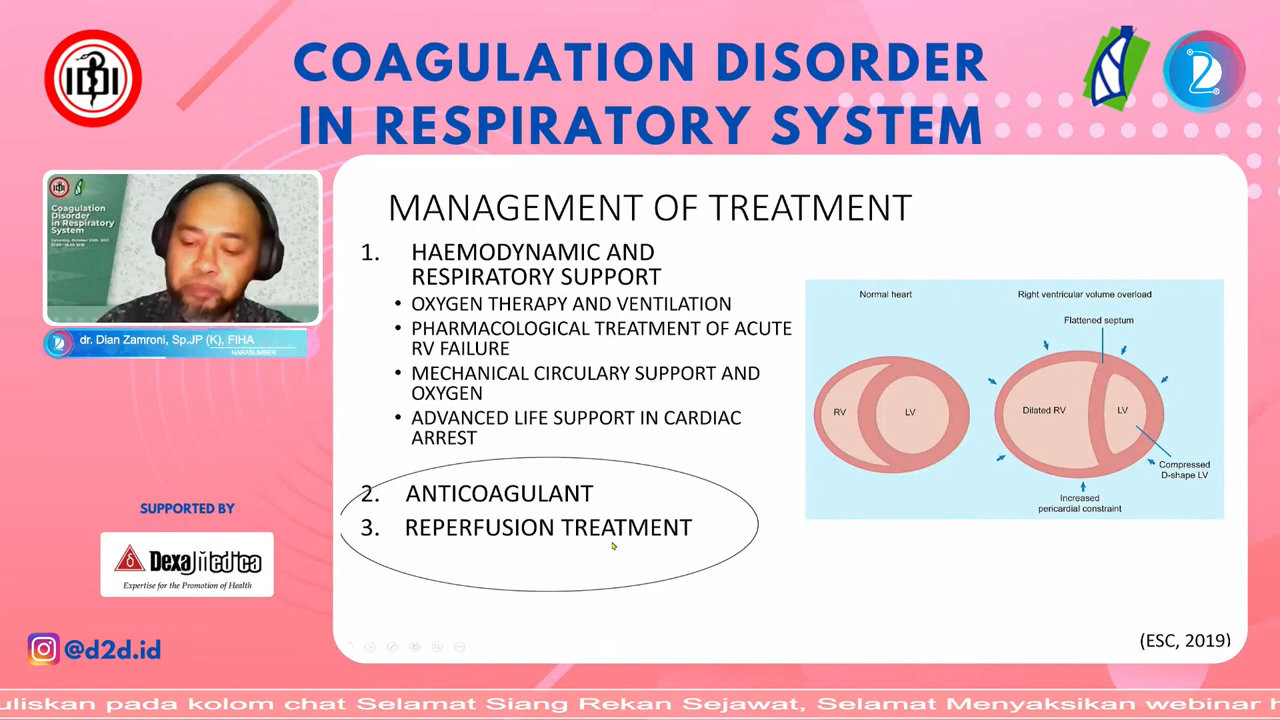 COAGULATION DISORDER
IN RESPIRATORY SYSTEM
IDI
Coagulation
Disorder
in Respiratory
System
dr. Dian Zamroni, Sp.JP (K), FIHA
NARASUMBER
MANAGEMENT OF TREATMENT
1. HAEMODYNAMIC AND
RESPIRATORY SUPPORT
• OXYGEN THERAPY AND VENTILATION
• PHARMACOLOGICAL TREATMENT OF ACUTE
RV FAILURE
• MECHANICAL CIRCULARY SUPPORT AND
OXYGEN
• ADVANCED LIFE SUPPORT IN CARDIAC
ARREST
2. ANTICOAGULANT
3. REPERFUSION TREATMENT
Normal heart
Right ventricular volume overload
Flattened septum
RV
LV
Dilated RV
LV
Compressed
D-shape LV
Increased
pericardial constraint
(ESC, 2019)
SUPPORTED BY
DexaMedica
Expertise for the Promotion of Health
@d2d.id
uliskan pada kolom chat Selamat Siang Rekan Sejawat, Selamat Menyaksikan webinar